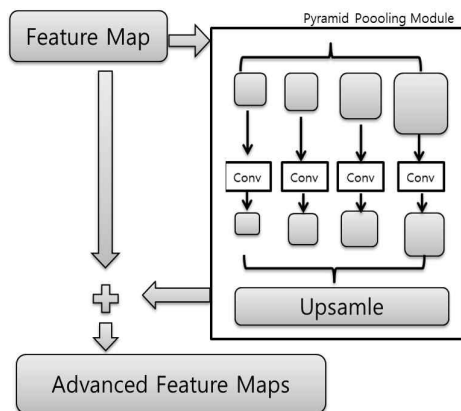 Pyramid Poooling Module
Feature Map
Conv Conv Conv Conv
Upsamle
Advanced Feature Maps